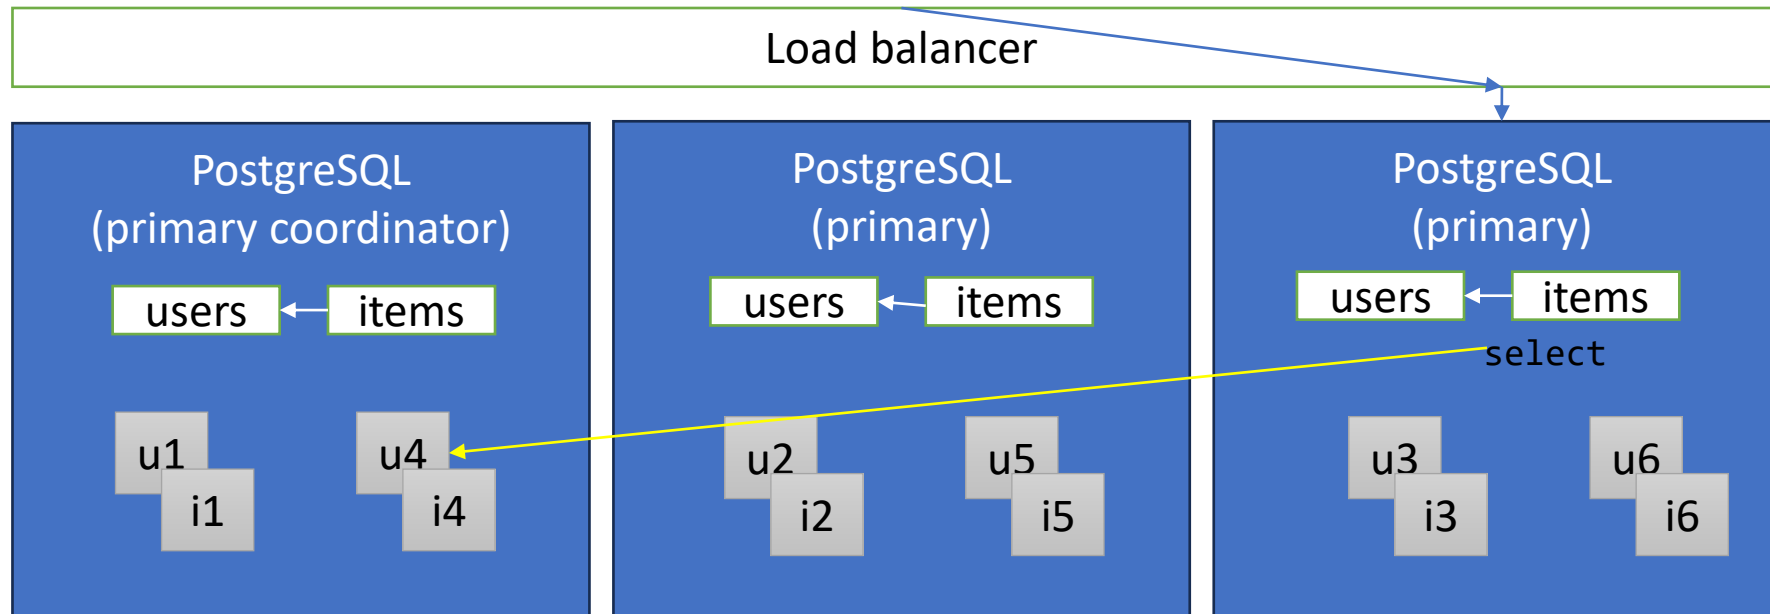 Load balancer
PostgreSQL
(primary coordinator)
users
items
u1
i1
u4
i4
PostgreSQL
(primary)
users
items
u2
i2
u5
i5
PostgreSQL
(primary)
users
items
select
u3
i3
u6
i6